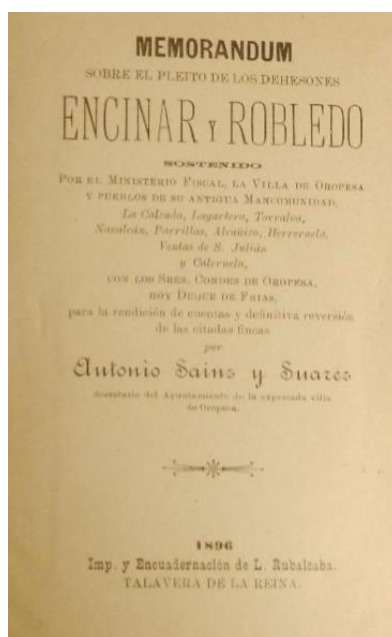 MEMORANDUM
SOBRE EL PLEITO DE LOS DEHESONES
ENCINAR Y ROBLEDO
SOSTENIDO
POR EL MINISTERIO FISCAL, LA VILLA DE OROPESA
Y PUEBLOS DE SU ANTIGUA MANCOMUNIDAD,
La Calzada, Lagartera, Torralva,
Navalcán, Parrillas, Alcañizo, Herreruela,
Ventas de S. Julián
y Caleruela,
CON LOS SRES. CONDES DE OROPESA,
HOY DUQUE DE FRIAS,
para la rendición de cuentas y definitiva reversión
de las citadas fincas
por
Antonio Sainz y Suarez
Secretario del Ayuntamiento de la expresada villa
de Oropesa.
1896
Imp. y Encuadernación de L. Rubalcaba.
TALAVERA DE LA REINA.